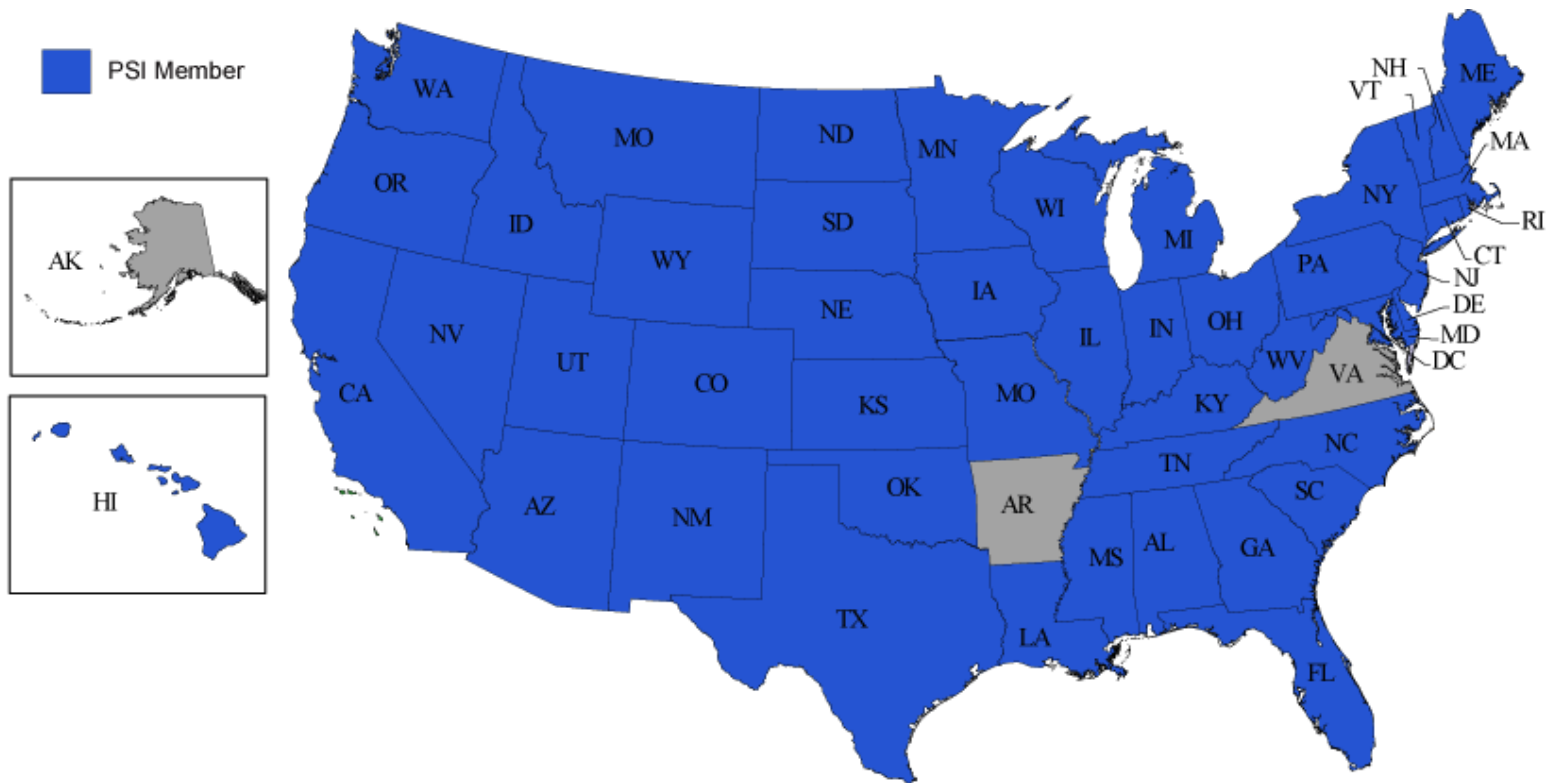 PSI Member
WA
MO
ND
MN
OR
ID
WY
SD
WI
MI
NY
ME
NH
VT
MA
RI
CT
NJ
DE
MD
DC
PA
AK
NV
UT
CO
NE
IA
IL
IN
OH
WV
VA
CA
KS
MO
KY
NC
HI
AZ
NM
OK
AR
TN
SC
TX
LA
MS
AL
GA
FL